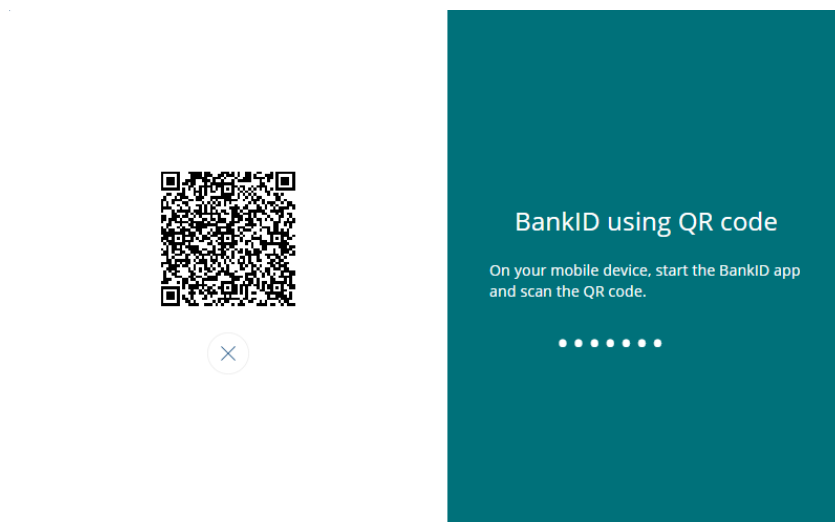 BankID using QR code
On your mobile device, start the BankID app
and scan the QR code.